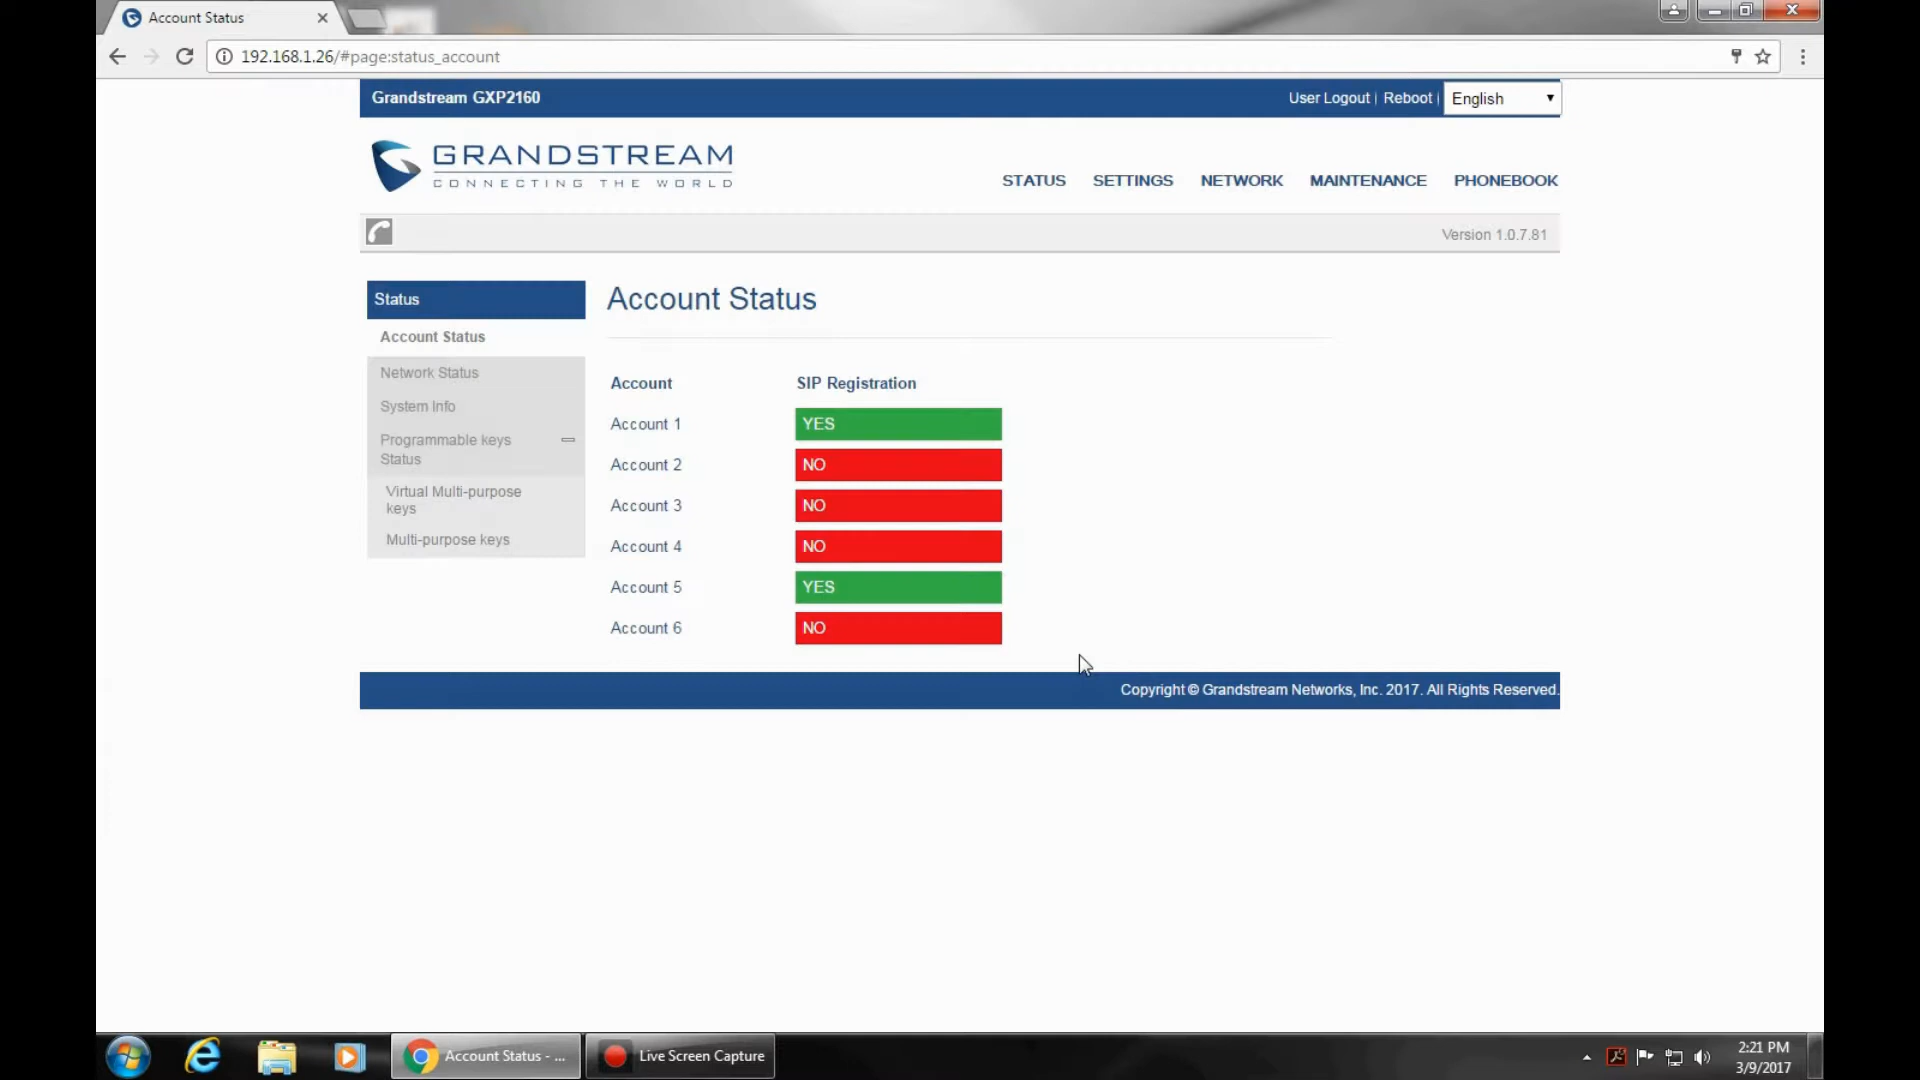 Account Status
192.168.1.26/#page:status_account
Grandstream GXP2160
User Logout | Reboot | English
GRANDSTREAM
CONNECTING THE WORLD
STATUS SETTINGS NETWORK MAINTENANCE PHONEBOOK
Version 1.0.7.81
Status
Account Status
Network Status
System Info
Programmable keys
Status
Virtual Multi-purpose
keys
Multi-purpose keys
Account Status
Account SIP Registration
Account 1 YES
Account 2 NO
Account 3 NO
Account 4 NO
Account 5 YES
Account 6 NO
Copyright © Grandstream Networks, Inc. 2017. All Rights Reserved.
Account Status - ...
Live Screen Capture
2:21 PM
3/9/2017